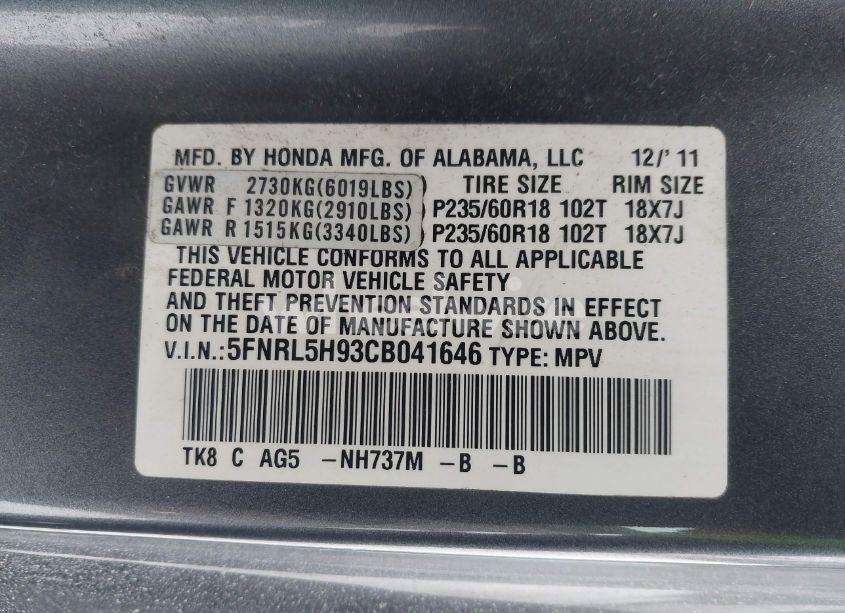 MFD. BY HONDA MFG. OF ALABAMA, LLC 12/'11
GVWR 2730KG(6019LBS) TIRE SIZE RIM SIZE
GAWR F 1320KG(2910LBS) P235/60R18 102T 18X7J
GAWR R 1515KG(3340LBS) P235/60R18 102T 18X7J
THIS VEHICLE CONFORMS TO ALL APPLICABLE
FEDERAL MOTOR VEHICLE SAFETY
AND THEFT PREVENTION STANDARDS IN EFFECT
ON THE DATE OF MANUFACTURE SHOWN ABOVE.
V.I.N.:5FNRL5H93CB041646 TYPE: MPV
TK8 C AG5 -NH737M -B -B